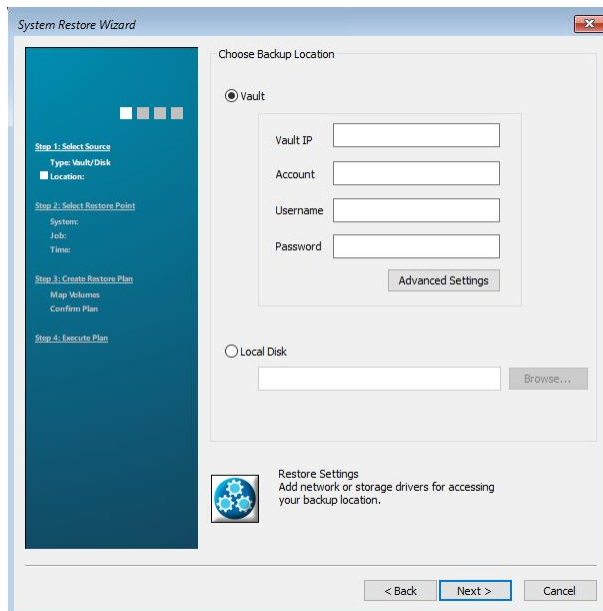 System Restore Wizard
Step 1: Select Source
Type: Vault/Disk
Location:
Step 2: Select Restore Point
System:
Job:
Time:
Step 3: Create Restore Plan
Map Volumes
Confirm Plan
Step 4: Execute Plan
Choose Backup Location
Vault
Vault IP
Account
Username
Password
Advanced Settings
Local Disk
Browse...
Restore Settings
Add network or storage drivers for accessing
your backup location.
< Back
Next >
Cancel